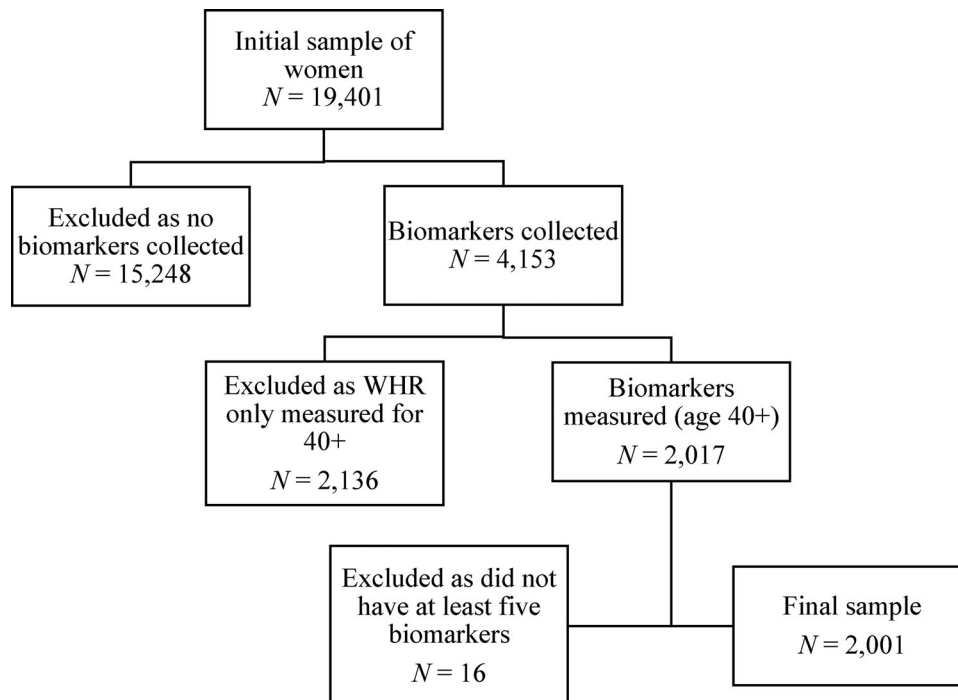 Initial sample of
women
N = 19,401
Excluded as no
biomarkers collected
N = 15,248
Biomarkers collected
N = 4,153
Excluded as WHR
only measured for
40+
N = 2,136
Biomarkers
measured (age 40+)
N = 2,017
Excluded as did not
have at least five
biomarkers
N = 16
Final sample
N = 2,001